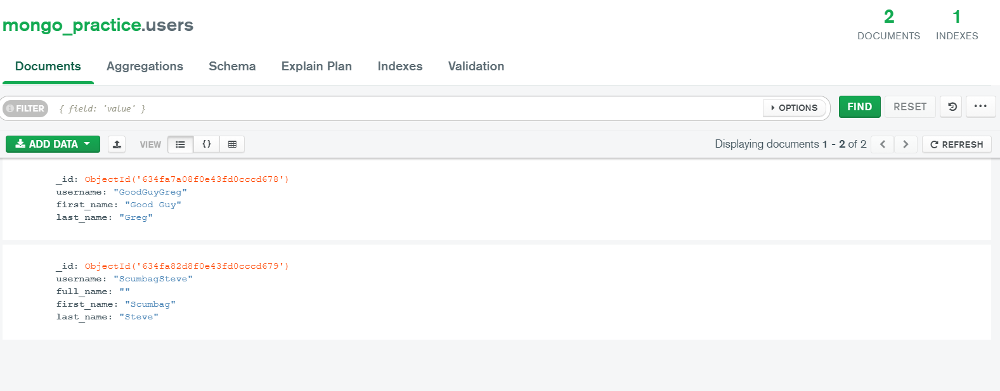 mongo_practice.users
2 DOCUMENTS
1 INDEXES
Documents Aggregations Schema Explain Plan Indexes Validation
FILTER { field: 'value' } OPTIONS FIND RESET
ADD DATA VIEW { } Displaying documents 1 - 2 of 2 REFRESH
_id: ObjectId('634fa7a08f0e43fd0cccd678')
username: "GoodGuyGreg"
first_name: "Good Guy"
last_name: "Greg"
_id: ObjectId('634fa82d8f0e43fd0cccd679')
username: "ScumbagSteve"
full_name: ""
first_name: "Scumbag"
last_name: "Steve"